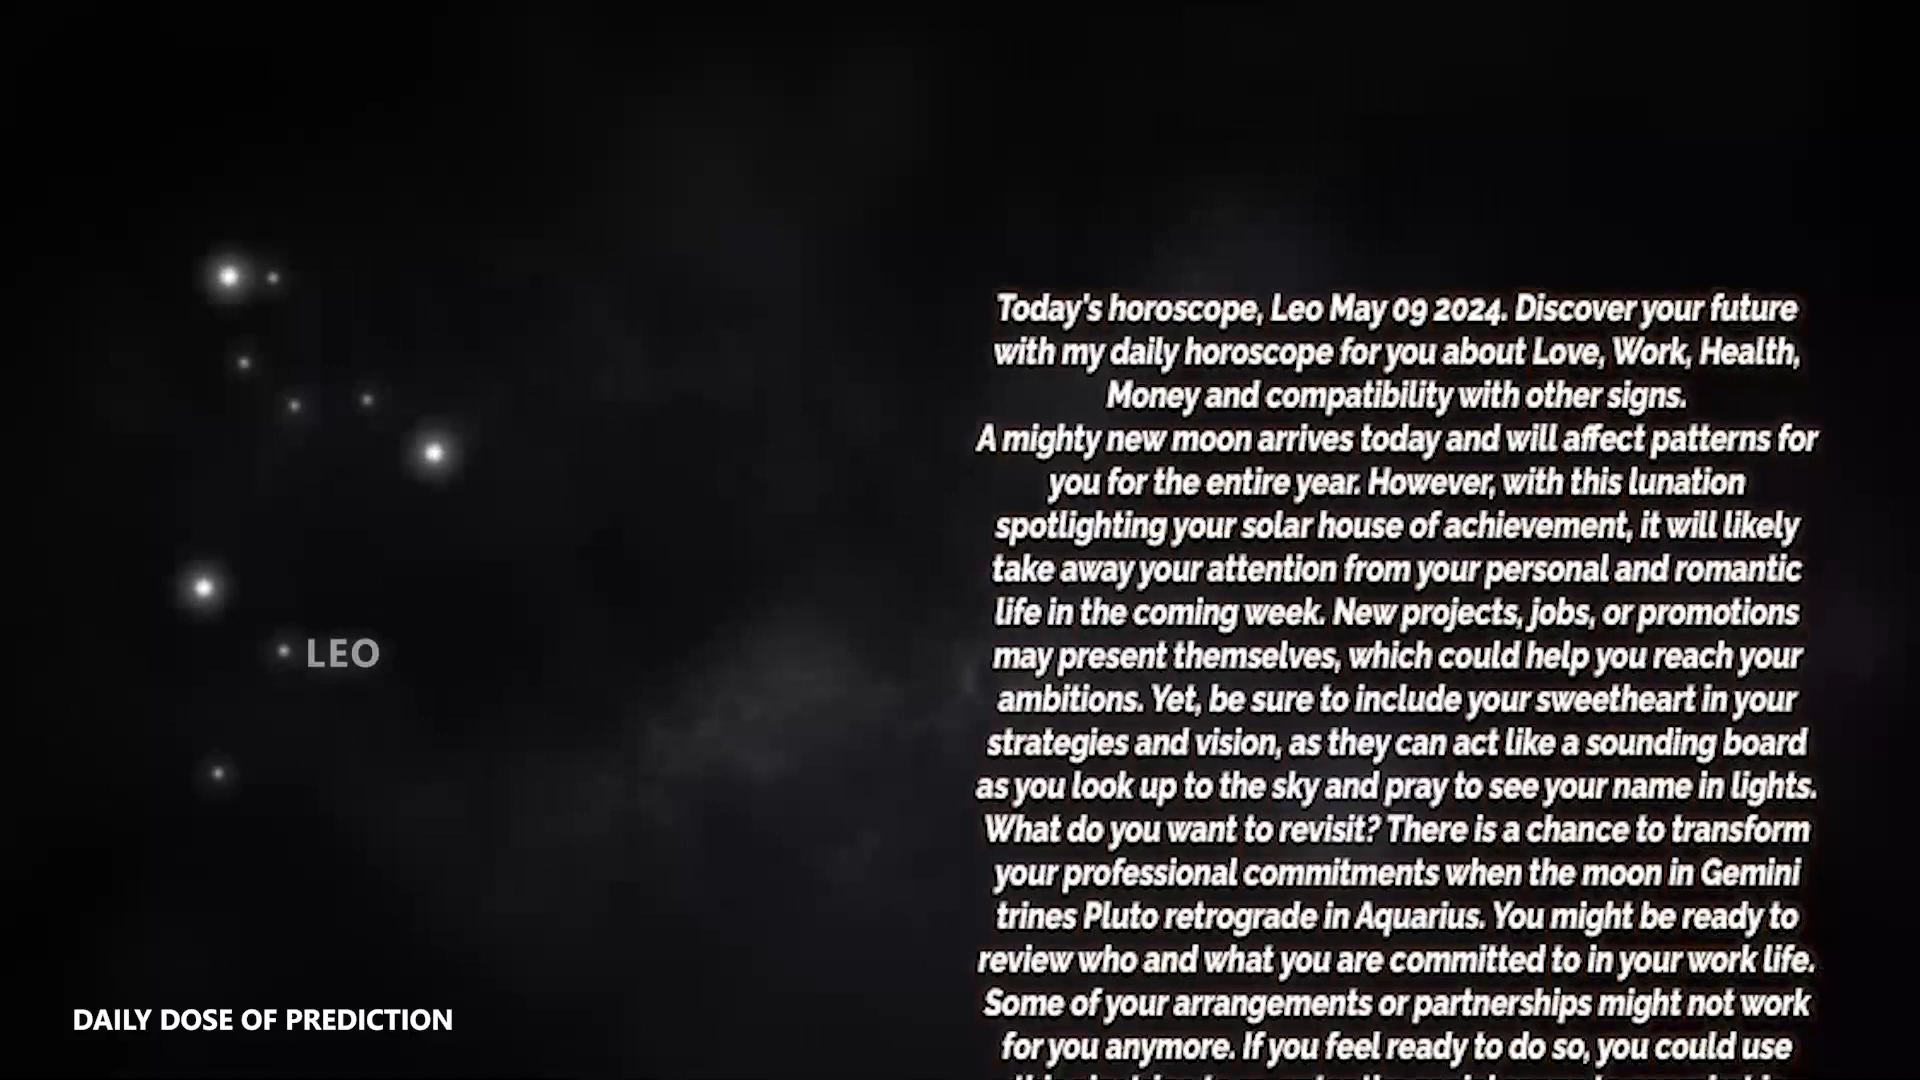 Today's horoscope, Leo May 09 2024. Discover your future
with my daily horoscope for you about Love, Work, Health,
Money and compatibility with other signs.
A mighty new moon arrives today and will affect patterns for
you for the entire year. However, with this lunation
spotlighting your solar house of achievement, it will likely
take away your attention from your personal and romantic
life in the coming week. New projects, jobs, or promotions
may present themselves, which could help you reach your
ambitions. Yet, be sure to include your sweetheart in your
strategies and vision, as they can act like a sounding board
as you look up to the sky and pray to see your name in lights.
What do you want to revisit? There is a chance to transform
your professional commitments when the moon in Gemini
trines Pluto retrograde in Aquarius. You might be ready to
review who and what you are committed to in your work life.
Some of your arrangements or partnerships might not work
for you anymore. If you feel ready to do so, you could use
LEO
DAILY DOSE OF PREDICTION